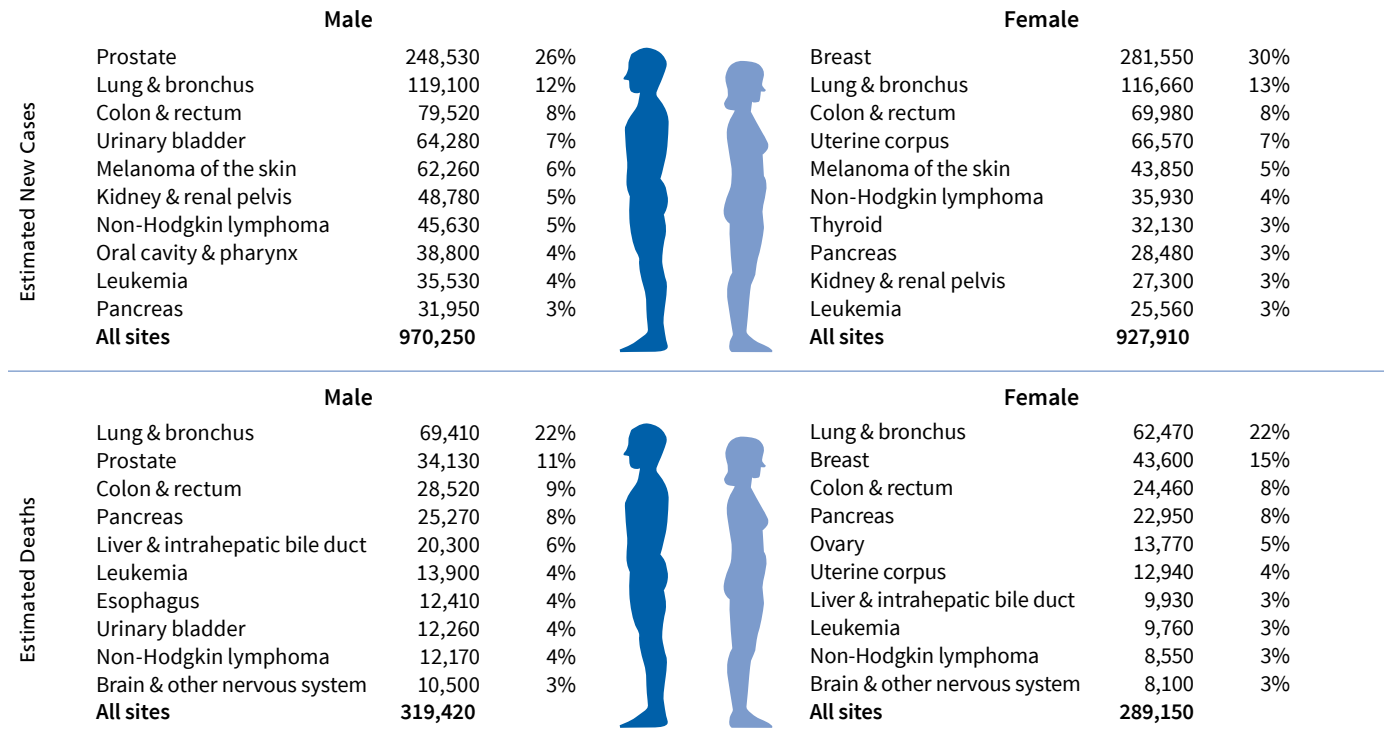 Male Female
Estimated New Cases
Prostate 248,530 26% Breast 281,550 30%
Lung & bronchus 119,100 12% Lung & bronchus 116,660 13%
Colon & rectum 79,520 8% Colon & rectum 69,980 8%
Urinary bladder 64,280 7% Uterine corpus 66,570 7%
Melanoma of the skin 62,260 6% Melanoma of the skin 43,850 5%
Kidney & renal pelvis 48,780 5% Non-Hodgkin lymphoma 35,930 4%
Non-Hodgkin lymphoma 45,630 5% Thyroid 32,130 3%
Oral cavity & pharynx 38,800 4% Pancreas 28,480 3%
Leukemia 35,530 4% Kidney & renal pelvis 27,300 3%
Pancreas 31,950 3% Leukemia 25,560 3%
All sites 970,250 All sites 927,910
Male Female
Estimated Deaths
Lung & bronchus 69,410 22% Lung & bronchus 62,470 22%
Prostate 34,130 11% Breast 43,600 15%
Colon & rectum 28,520 9% Colon & rectum 24,460 8%
Pancreas 25,270 8% Pancreas 22,950 8%
Liver & intrahepatic bile duct 20,300 6% Ovary 13,770 5%
Leukemia 13,900 4% Uterine corpus 12,940 4%
Esophagus 12,410 4% Liver & intrahepatic bile duct 9,930 3%
Urinary bladder 12,260 4% Leukemia 9,760 3%
Non-Hodgkin lymphoma 12,170 4% Non-Hodgkin lymphoma 8,550 3%
Brain & other nervous system 10,500 3% Brain & other nervous system 8,100 3%
All sites 319,420 All sites 289,150